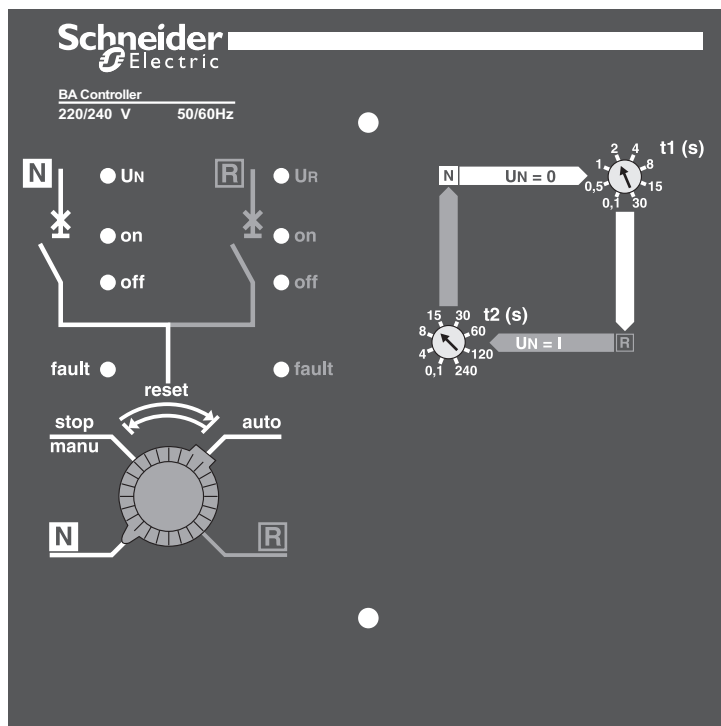 Schneider
Electric
BA Controller
220/240 V 50/60Hz
N UN R UR
on on
off off
fault fault
reset
stop auto
manu
N R
2 4 t1 (s)
1 8
0,5 15
0,1 30
N UN = 0
15 30 t2 (s)
8 60
4 120
0,1 240
UN = I R